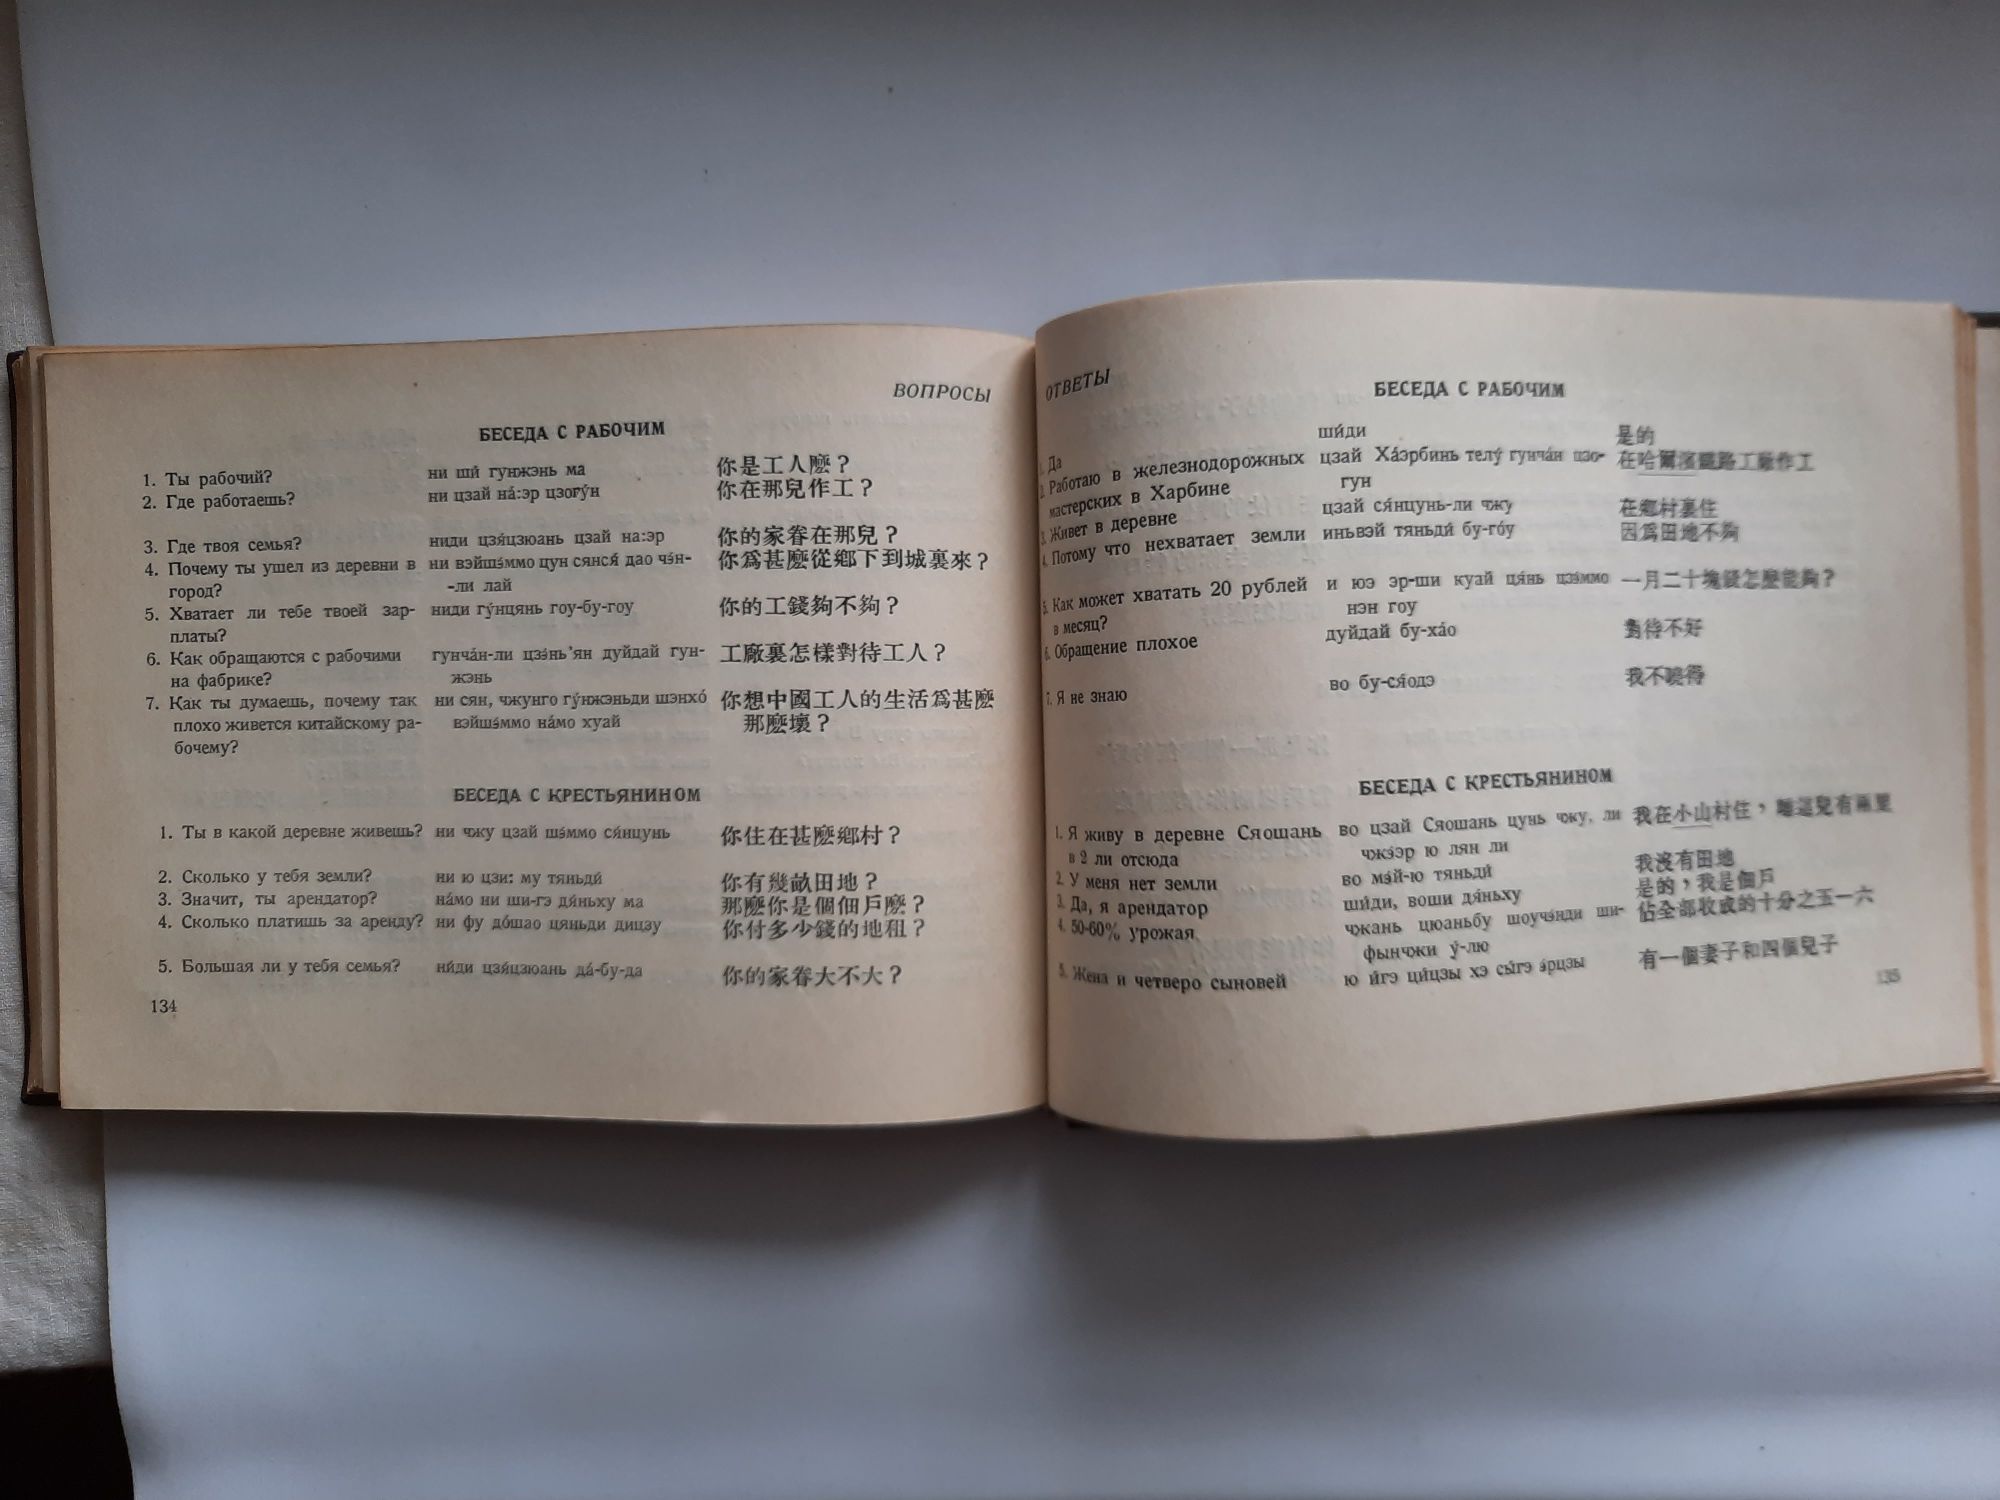 ВОПРОСЫ
БЕСЕДА С РАБОЧИМ
1. Ты рабочий? ни шѝ гунжэнь ма 你是工人麽？
2. Где работаешь? ни цзай на́:эр цзогу́н 你在那兒作工？
3. Где твоя семья? ниди цзя́цзюань цзай на:эр 你的家眷在那兒？
4. Почему ты ушел из деревни в ни вэйшэ́ммо цун сянся́ дао чэ́н- 你爲甚麽從鄉下到城裏來？
город? -ли лай
5. Хватает ли тебе твоей зар- ниди гу́нцянь гоу-бу-гоу 你的工錢夠不夠？
платы?
6. Как обращаются с рабочими гунча́н-ли цзэ́нь'ян дуйдай гун- 工廠裏怎樣對待工人？
на фабрике? жэнь
7. Как ты думаешь, почему так ни сян, чжунго гу́нжэньди шэнхо́ 你想中國工人的生活爲甚麽
плохо живется китайскому ра- вэйшэ́ммо на́мо хуай 那麽壞？
бочему?
БЕСЕДА С КРЕСТЬЯНИНОМ
1. Ты в какой деревне живешь? ни чжу цзай шэ́ммо ся́нцунь 你住在甚麽鄉村？
2. Сколько у тебя земли? ни ю цзи: му тяньди́ 你有幾畝田地？
3. Значит, ты арендатор? на́мо ни ши-гэ дя́ньху ма 那麽你是個佃戶麽？
4. Сколько платишь за аренду? ни фу до́шао цяньди дицзу 你付多少錢的地租？
5. Большая ли у тебя семья? ни́ди цзя́цзюань да́-бу-да 你的家眷大不大？
134
ОТВЕТЫ
БЕСЕДА С РАБОЧИМ
1. Да ши́ди 是的
2. Работаю в железнодорожных цзай Ха́эрбинь телу́ гунча́н цзо- 在哈爾濱鐵路工廠作工
мастерских в Харбине гун
3. Живет в деревне цзай ся́нцунь-ли чжу 在鄉村裏住
4. Потому что нехватает земли иньвэй тяньди́ бу-го́у 因爲田地不夠
5. Как может хватать 20 рублей и юэ эр-ши куай ця́нь цзэ́ммо 一月二十塊錢怎麽能夠？
в месяц? нэн гоу
6. Обращение плохое дуйдай бу-ха́о 對待不好
7. Я не знаю во бу-ся́одэ 我不曉得
БЕСЕДА С КРЕСТЬЯНИНОМ
1. Я живу в деревне Сяошань во цзай Сяошань цунь чжу, ли 我在小山村住，離這兒有兩里
в 2 ли отсюда чжэ́эр ю лян ли
2. У меня нет земли во мэ́й-ю тяньди́ 我沒有田地
3. Да, я арендатор ши́ди, воши дя́ньху 是的，我是佃戶
4. 50-60% урожая чжань цюаньбу шоучэ́нди ши- 佔全部收成的十分之五一六
фынчжи у́-лю
5. Жена и четверо сыновей ю и́гэ ци́цзы хэ сы́гэ э́рцзы 有一個妻子和四個兒子
135